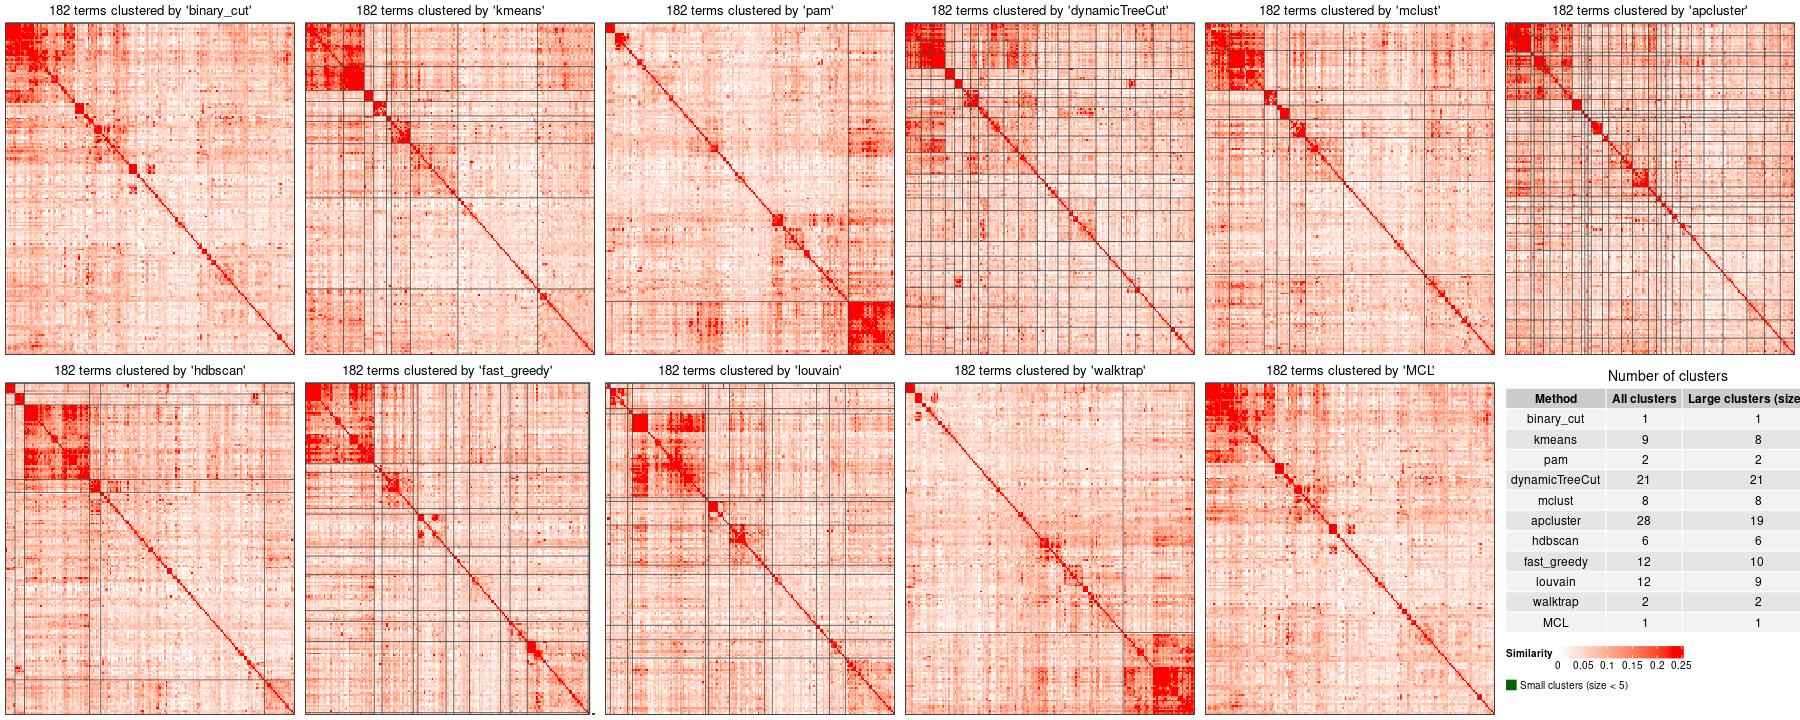 182 terms clustered by 'binary_cut'
182 terms clustered by 'kmeans'
182 terms clustered by 'pam'
182 terms clustered by 'dynamicTreeCut'
182 terms clustered by 'mclust'
182 terms clustered by 'apcluster'
182 terms clustered by 'hdbscan'
182 terms clustered by 'fast_greedy'
182 terms clustered by 'louvain'
182 terms clustered by 'walktrap'
182 terms clustered by 'MCL'
Number of clusters
Method All clusters Large clusters (size
binary_cut 1 1
kmeans 9 8
pam 2 2
dynamicTreeCut 21 21
mclust 8 8
apcluster 28 19
hdbscan 6 6
fast_greedy 12 10
louvain 12 9
walktrap 2 2
MCL 1 1
Similarity
0 0.05 0.1 0.15 0.2 0.25
Small clusters (size < 5)